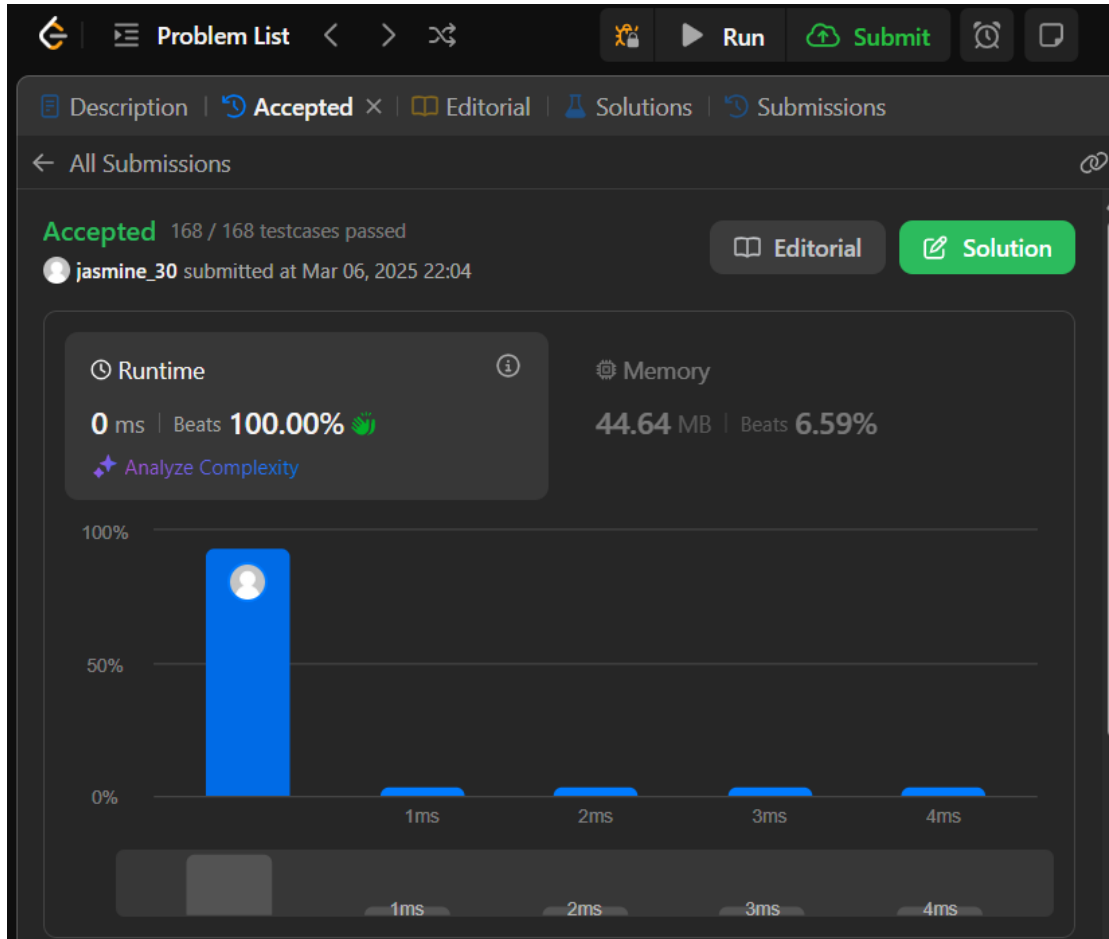 Problem List Run Submit
Description Accepted Editorial Solutions Submissions
All Submissions
Accepted 168 / 168 testcases passed
jasmine_30 submitted at Mar 06, 2025 22:04
Editorial Solution
Runtime
0 ms Beats 100.00%
Analyze Complexity
Memory
44.64 MB Beats 6.59%
100%
50%
0%
1ms 2ms 3ms 4ms
1ms 2ms 3ms 4ms